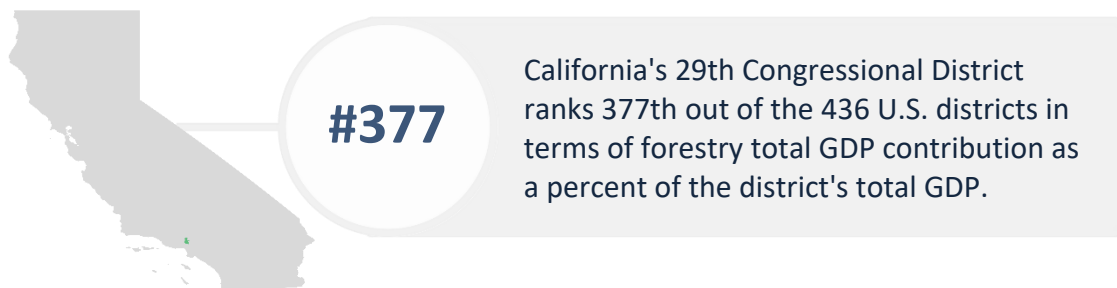 #377
California's 29th Congressional District
ranks 377th out of the 436 U.S. districts in
terms of forestry total GDP contribution as
a percent of the district's total GDP.